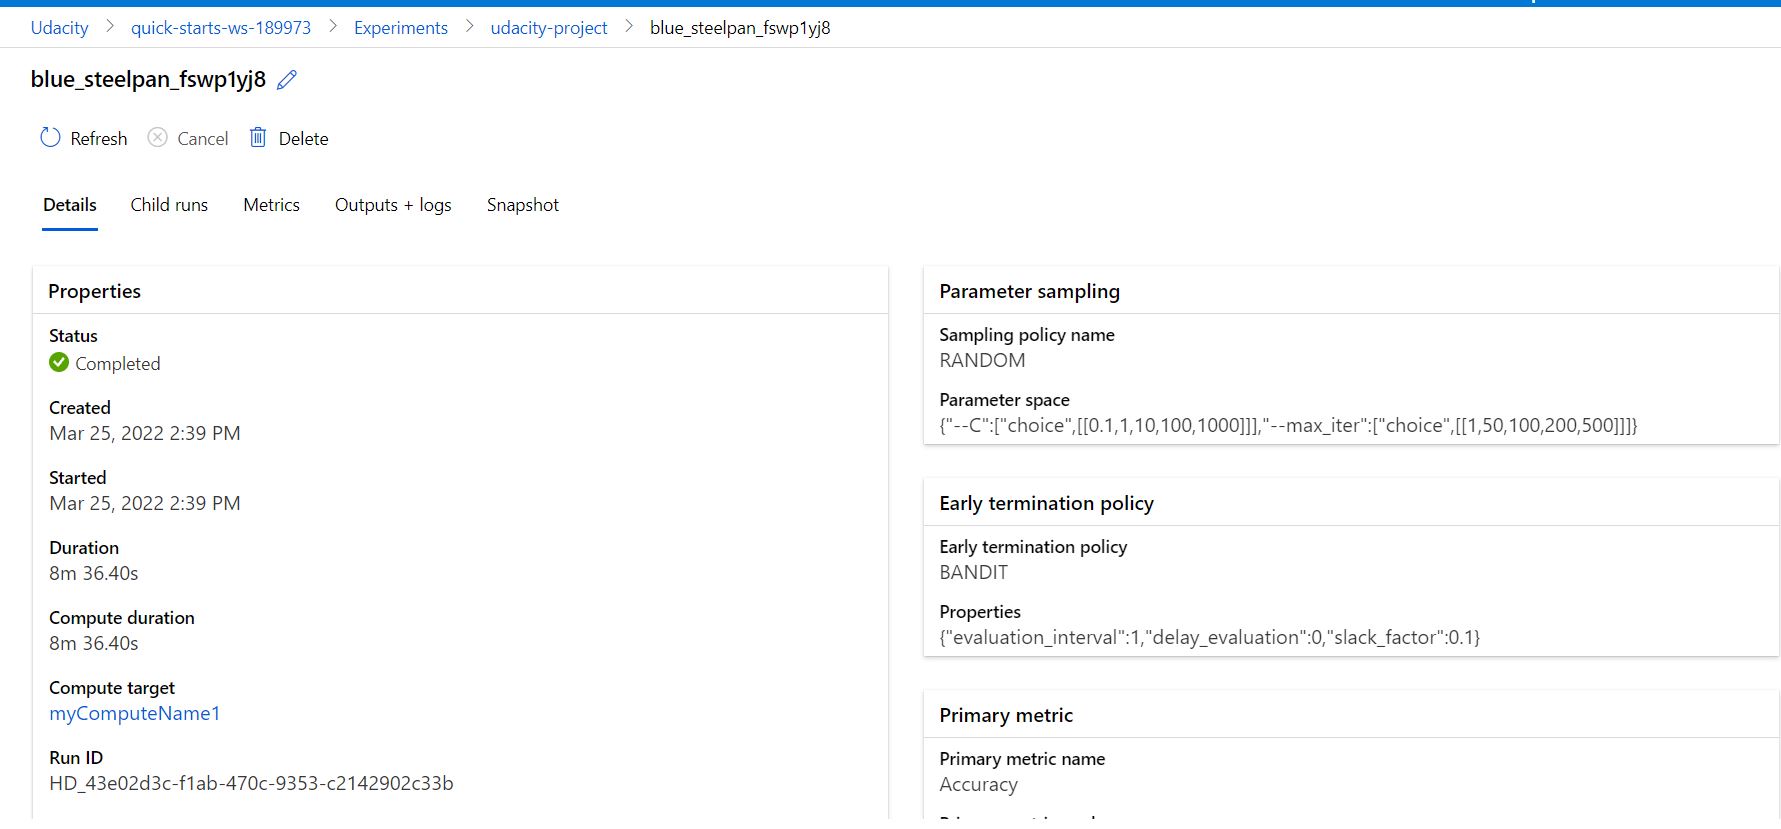 Udacity > quick-starts-ws-189973 > Experiments > udacity-project > blue_steelpan_fswp1yj8
blue_steelpan_fswp1yj8
Refresh Cancel Delete
Details Child runs Metrics Outputs + logs Snapshot
Properties
Status
Completed
Created
Mar 25, 2022 2:39 PM
Started
Mar 25, 2022 2:39 PM
Duration
8m 36.40s
Compute duration
8m 36.40s
Compute target
myComputeName1
Run ID
HD_43e02d3c-f1ab-470c-9353-c2142902c33b
Parameter sampling
Sampling policy name
RANDOM
Parameter space
{"--C":["choice",[[0.1,1,10,100,1000]]],"--max_iter":["choice",[[1,50,100,200,500]]]}
Early termination policy
Early termination policy
BANDIT
Properties
{"evaluation_interval":1,"delay_evaluation":0,"slack_factor":0.1}
Primary metric
Primary metric name
Accuracy